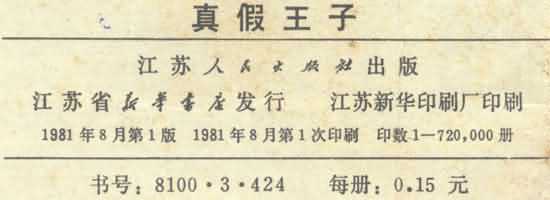 真假王子
江苏人民出版社出版
江苏省新华书店发行 江苏新华印刷厂印刷
1981年8月第1版 1981年8月第1次印刷 印数1—720,000册
书号：8100·3·424 每册：0.15元